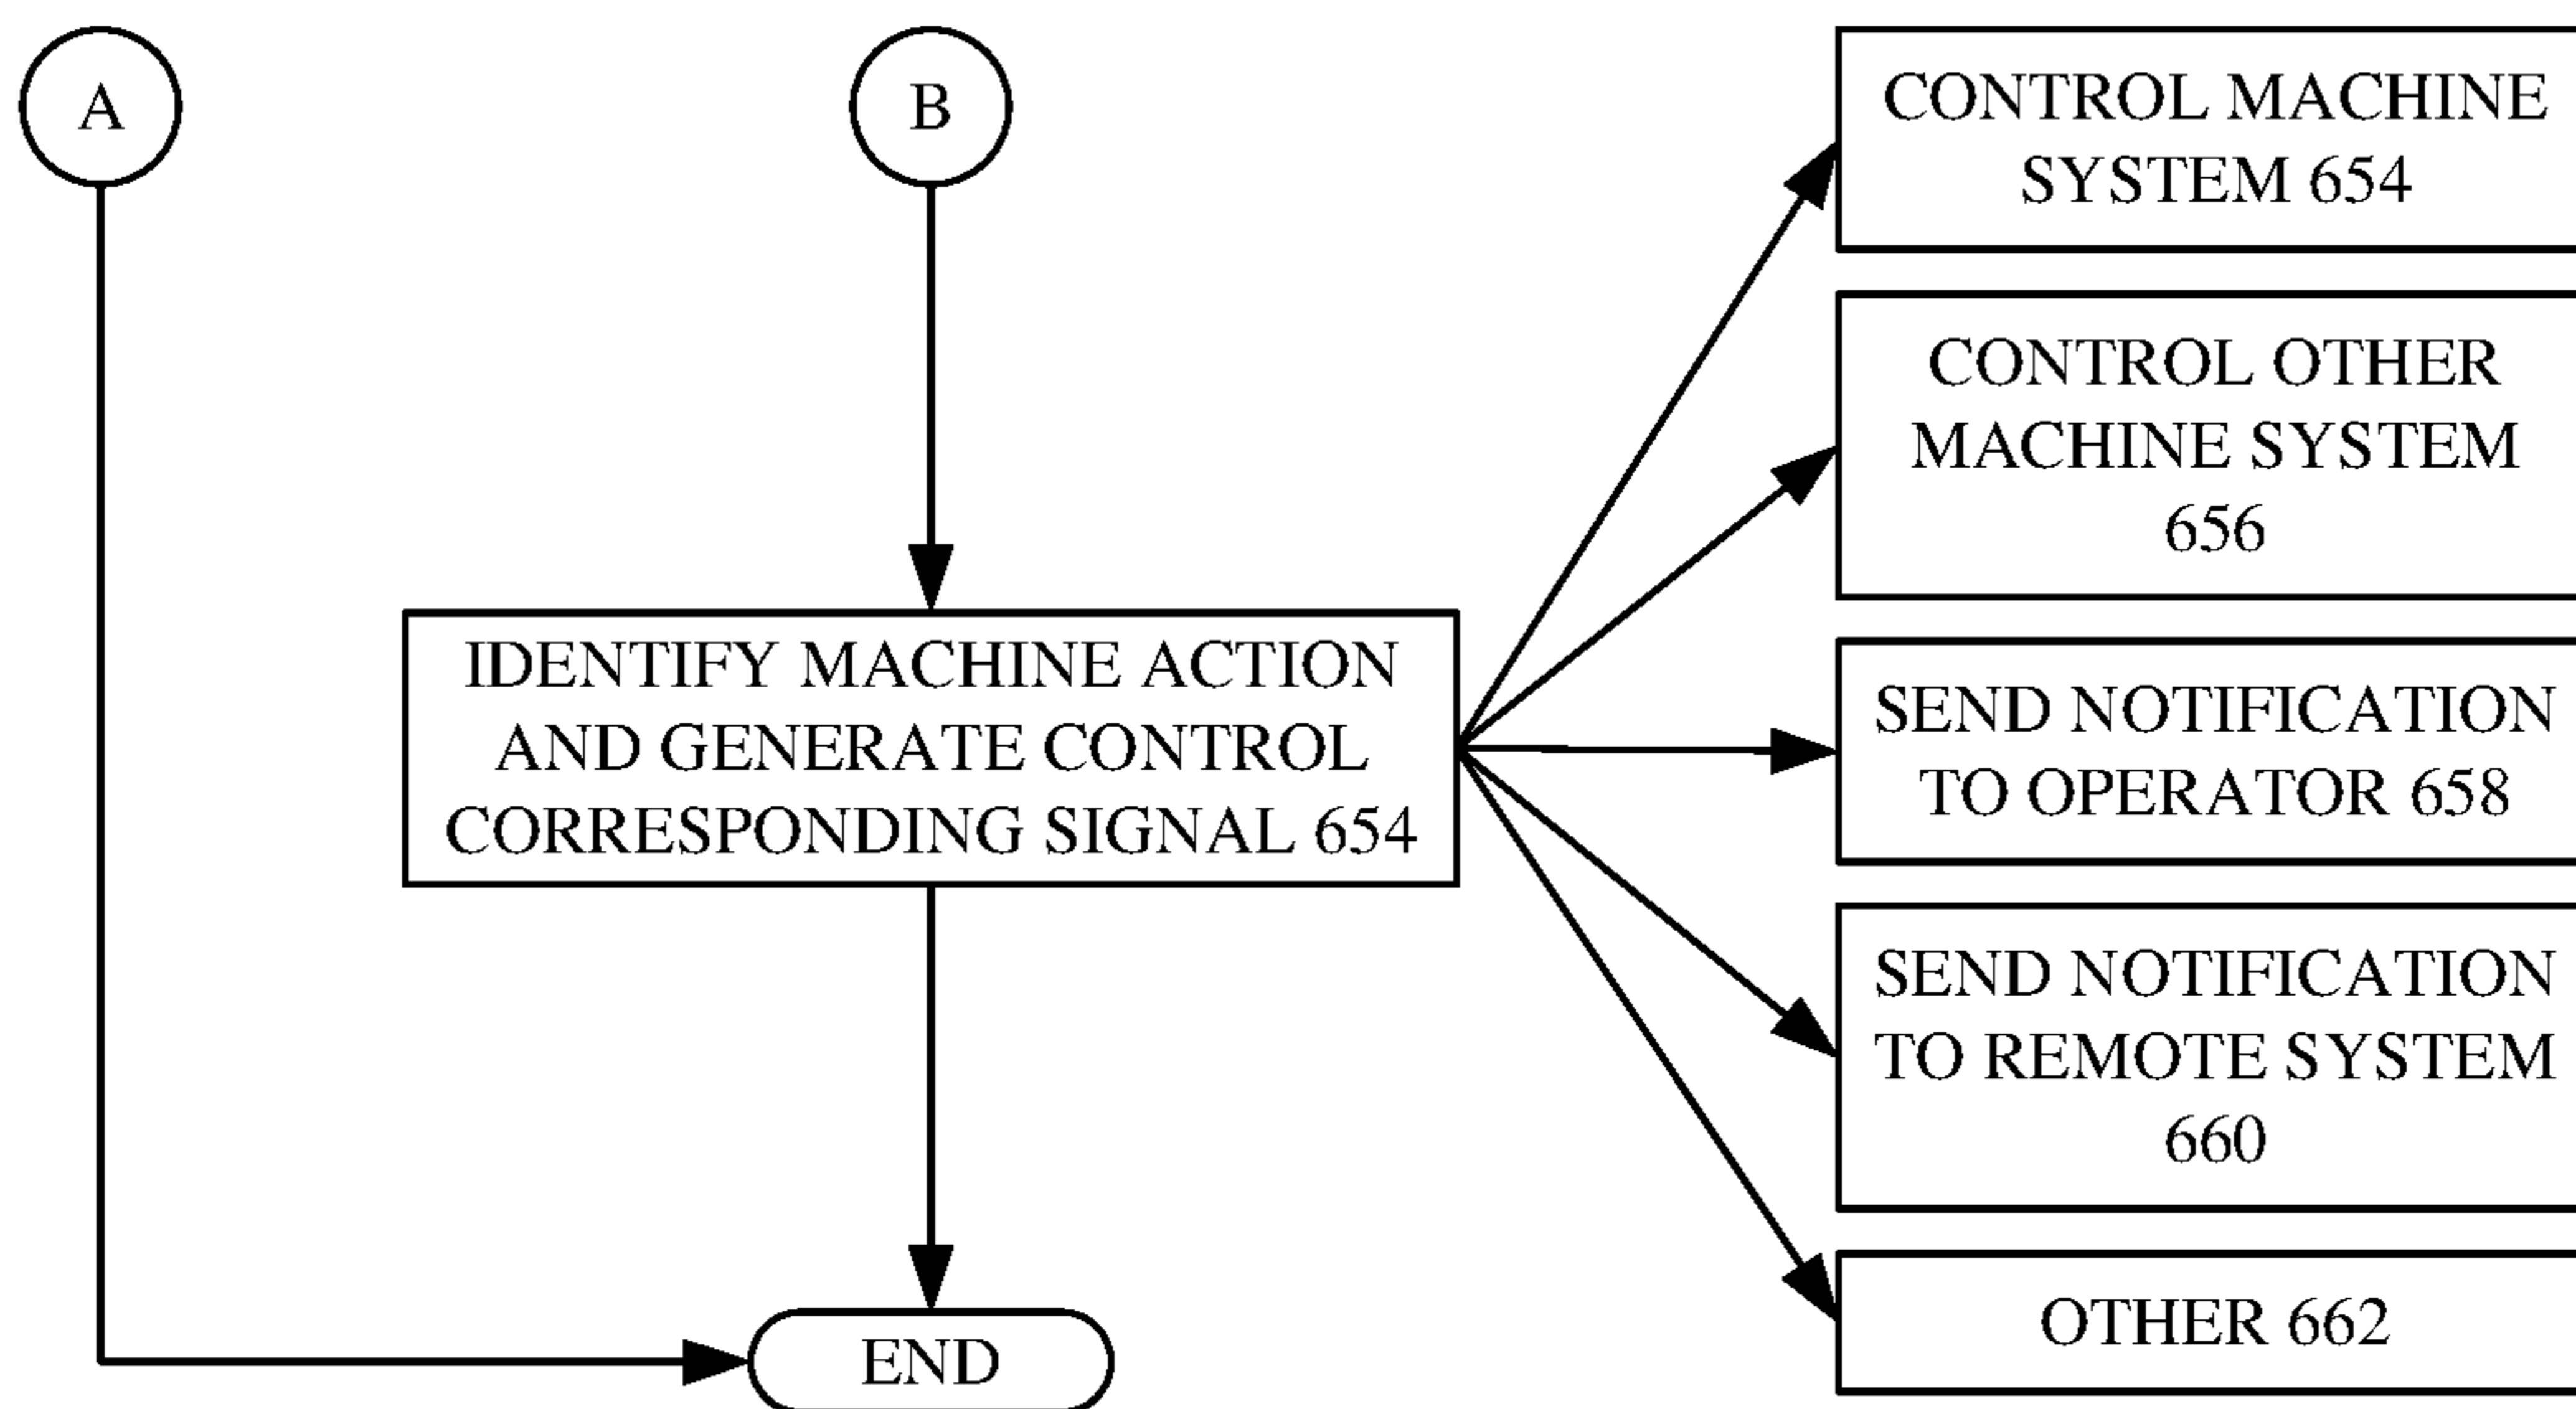 A
B
IDENTIFY MACHINE ACTION
AND GENERATE CONTROL
CORRESPONDING SIGNAL 654
END
CONTROL MACHINE
SYSTEM 654
CONTROL OTHER
MACHINE SYSTEM
656
SEND NOTIFICATION
TO OPERATOR 658
SEND NOTIFICATION
TO REMOTE SYSTEM
660
OTHER 662